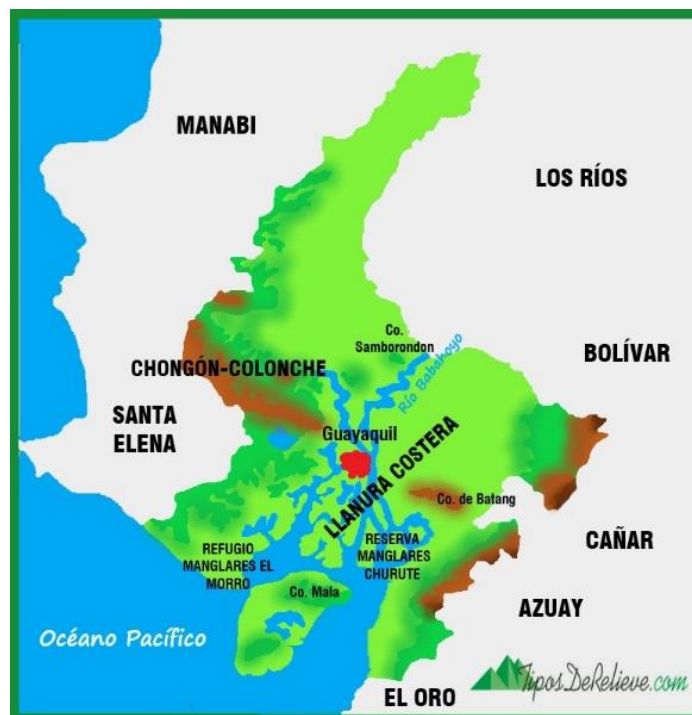 MANABI
LOS RÍOS
Co.
Samborondon
Río Babahoyo
BOLÍVAR
CHONGÓN-COLONCHE
SANTA
ELENA
Guayaquil
LLANURA COSTERA
Co. de Batang
REFUGIO
MANGLARES EL
MORRO
RESERVA
MANGLARES
CHURUTE
CAÑAR
Co. Mala
AZUAY
Océano Pacífico
EL ORO
TiposDeRelieve.com